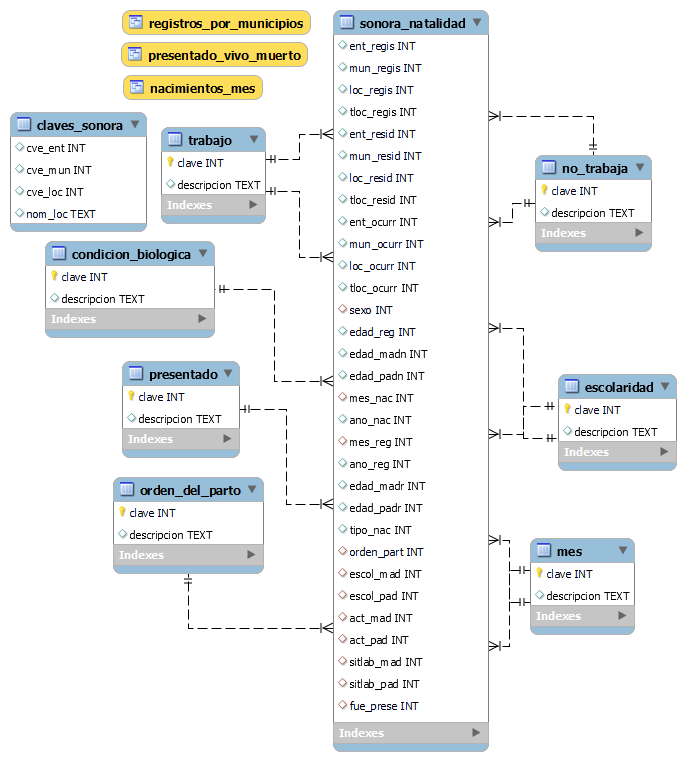 registros_por_municipios
presentado_vivo_muerto
nacimientos_mes
claves_sonora
cve_ent INT
cve_mun INT
cve_loc INT
nom_loc TEXT
trabajo
clave INT
descripcion TEXT
Indexes
condicion_biologica
clave INT
descripcion TEXT
Indexes
presentado
clave INT
descripcion TEXT
Indexes
orden_del_parto
clave INT
descripcion TEXT
Indexes
sonora_natalidad
ent_regis INT
mun_regis INT
loc_regis INT
tloc_regis INT
ent_resid INT
mun_resid INT
loc_resid INT
tloc_resid INT
ent_ocurr INT
mun_ocurr INT
loc_ocurr INT
tloc_ocurr INT
sexo INT
edad_reg INT
edad_madn INT
edad_padn INT
mes_nac INT
ano_nac INT
mes_reg INT
ano_reg INT
edad_madr INT
edad_padr INT
tipo_nac INT
orden_part INT
escol_mad INT
escol_pad INT
act_mad INT
act_pad INT
sitlab_mad INT
sitlab_pad INT
fue_prese INT
Indexes
no_trabaja
clave INT
descripcion TEXT
Indexes
escolaridad
clave INT
descripcion TEXT
Indexes
mes
clave INT
descripcion TEXT
Indexes